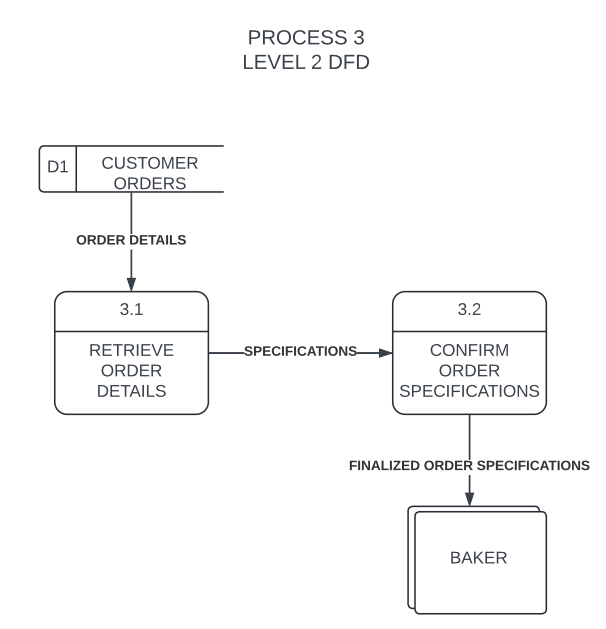 PROCESS 3
LEVEL 2 DFD
D1
CUSTOMER
ORDERS
ORDER DETAILS
3.1
RETRIEVE
ORDER
DETAILS
SPECIFICATIONS
3.2
CONFIRM
ORDER
SPECIFICATIONS
FINALIZED ORDER SPECIFICATIONS
BAKER